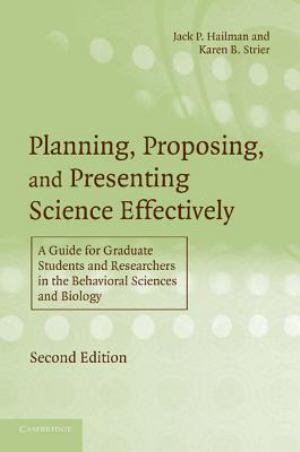 Jack P. Hailman and
Karen B. Strier
Planning, Proposing,
and Presenting
Science Effectively
A Guide for Graduate
Students and Researchers
in the Behavioral Sciences
and Biology
Second Edition
CAMBRIDGE